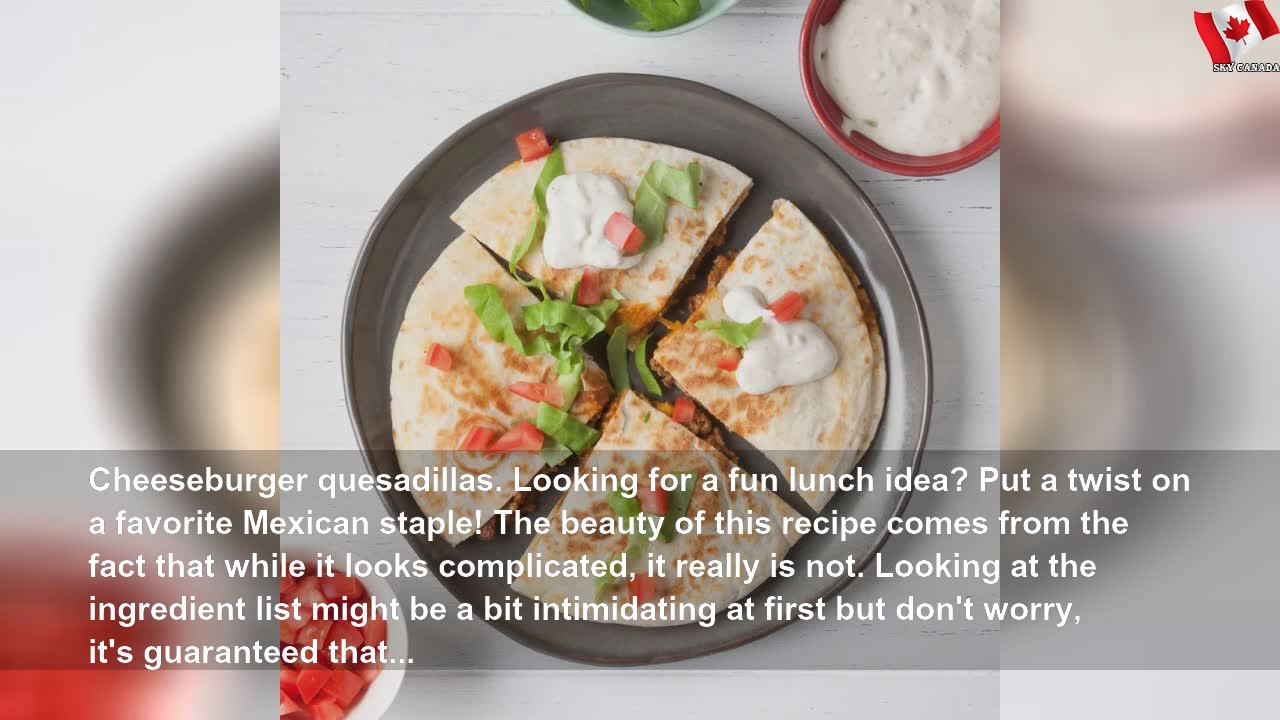 SKY CANADA
Cheeseburger quesadillas. Looking for a fun lunch idea? Put a twist on
a favorite Mexican staple! The beauty of this recipe comes from the
fact that while it looks complicated, it really is not. Looking at the
ingredient list might be a bit intimidating at first but don't worry,
it's guaranteed that...